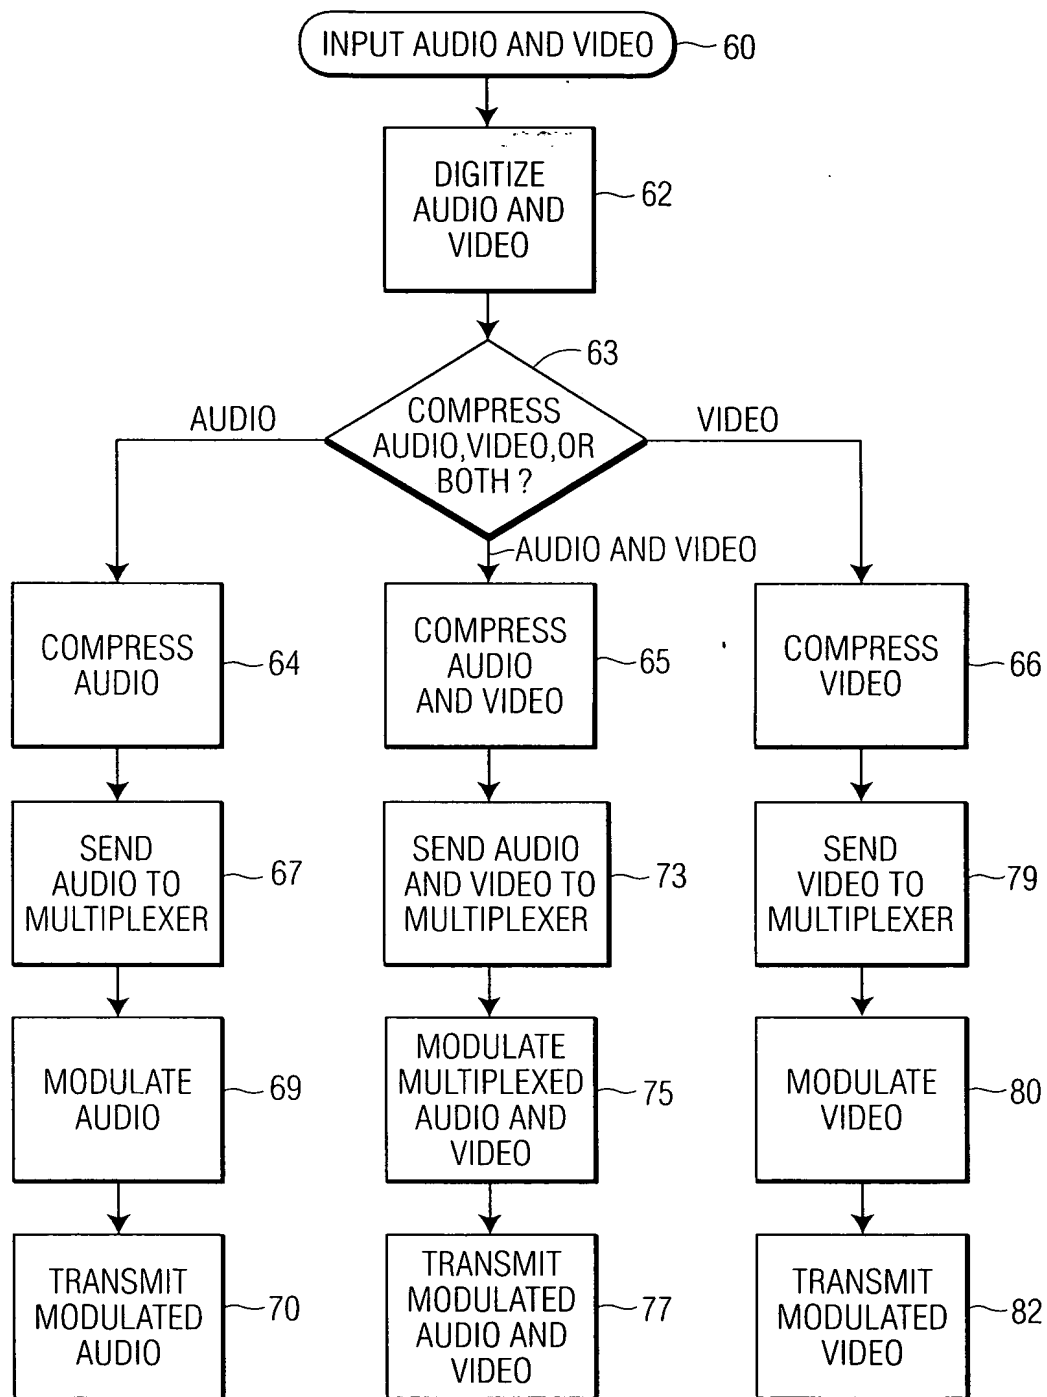 INPUT AUDIO AND VIDEO
60
DIGITIZE
AUDIO AND
VIDEO
62
63
COMPRESS
AUDIO,VIDEO,OR
BOTH ?
AUDIO
VIDEO
AUDIO AND VIDEO
COMPRESS
AUDIO
64
COMPRESS
AUDIO
AND VIDEO
65
COMPRESS
VIDEO
66
SEND
AUDIO TO
MULTIPLEXER
67
SEND AUDIO
AND VIDEO TO
MULTIPLEXER
73
SEND
VIDEO TO
MULTIPLEXER
79
MODULATE
AUDIO
69
MODULATE
MULTIPLEXED
AUDIO AND
VIDEO
75
MODULATE
VIDEO
80
TRANSMIT
MODULATED
AUDIO
70
TRANSMIT
MODULATED
AUDIO AND
VIDEO
77
TRANSMIT
MODULATED
VIDEO
82